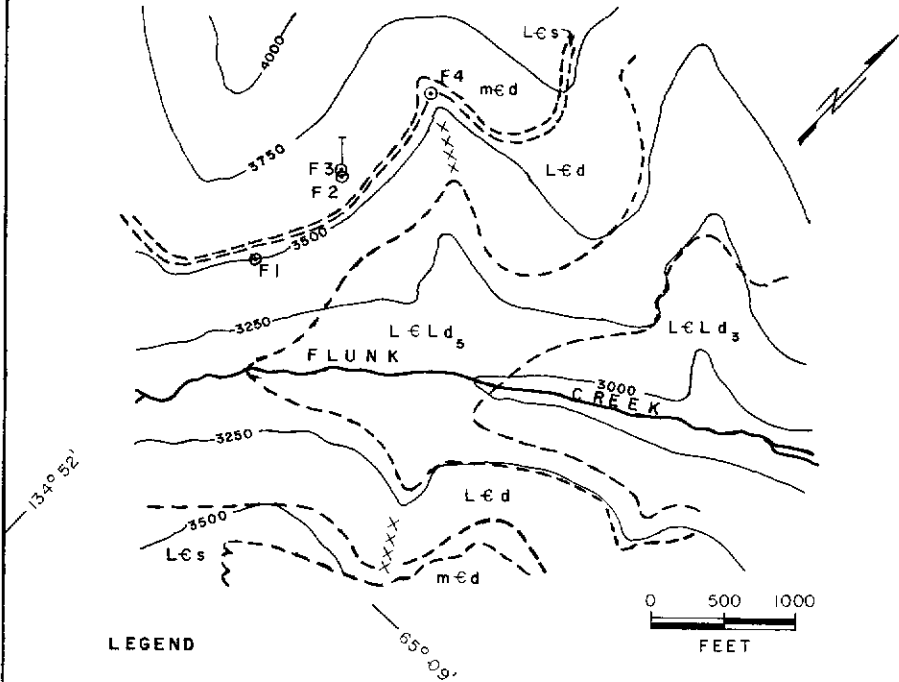 L€s
4000
F4
m€d
3750
L€d
F3
F2
3500
F1
3250
L€Ld5
L€Ld3
FLUNK
3000
CREEK
3250
134° 52'
L€d
3500
L€s
m€d
0 500 1000
FEET
LEGEND
65° 09'